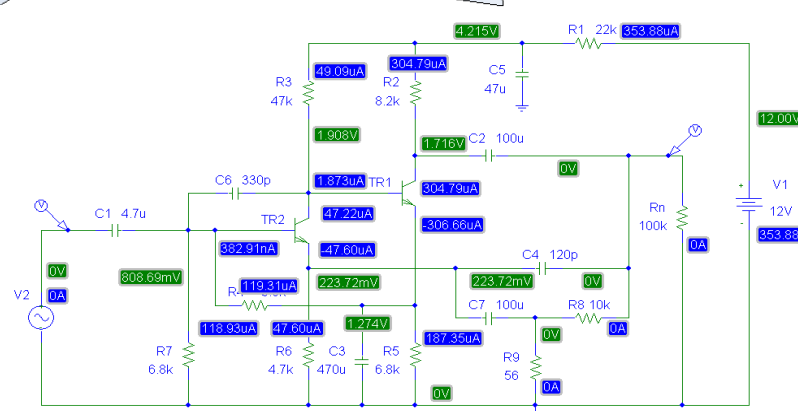 4.215V
R1 22k 353.88uA
49.09uA
304.79uA
R3
47k
R2
8.2k
C5
47u
12.00V
1.908V
1.716V
C2 100u
0V
C6 330p
1.873uA
TR1
304.79uA
V1
12V
C1 4.7u
TR2
47.22uA
-306.66uA
Rn
100k
353.88
382.91nA
-47.60uA
0A
0V
808.69mV
C4 120p
V2
0A
119.31uA
223.72mV
223.72mV
0V
C7 100u
R8 10k
118.93uA
47.60uA
1.274V
187.35uA
0V
0A
R7
6.8k
R6
4.7k
C3
470u
R5
6.8k
R9
56
0A
0V